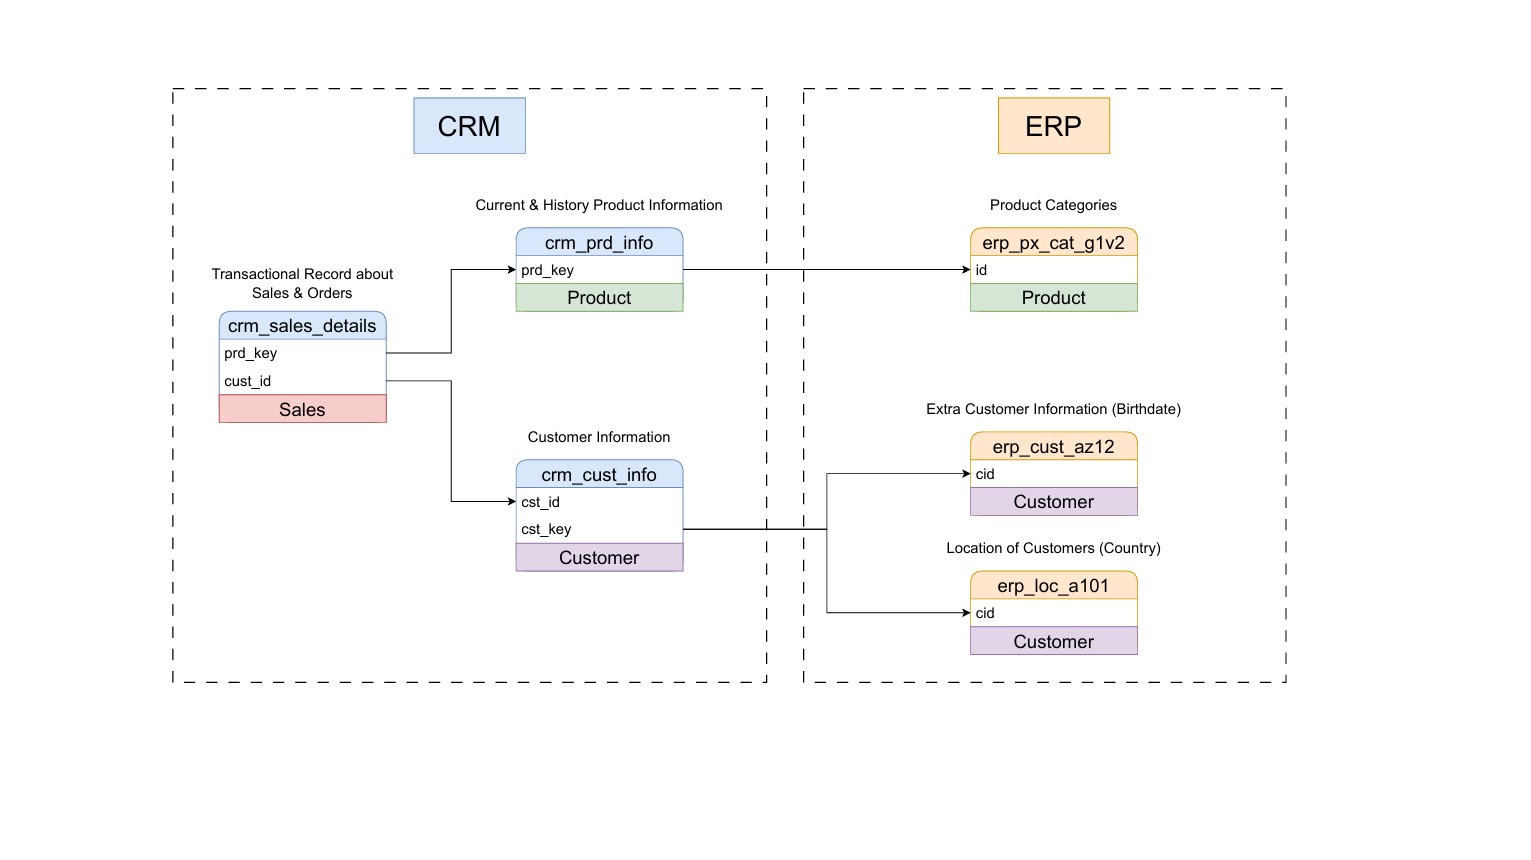 CRM
Transactional Record about
Sales & Orders
crm_sales_details
prd_key
cust_id
Sales
Current & History Product Information
crm_prd_info
prd_key
Product
Customer Information
crm_cust_info
cst_id
cst_key
Customer
ERP
Product Categories
erp_px_cat_g1v2
id
Product
Extra Customer Information (Birthdate)
erp_cust_az12
cid
Customer
Location of Customers (Country)
erp_loc_a101
cid
Customer